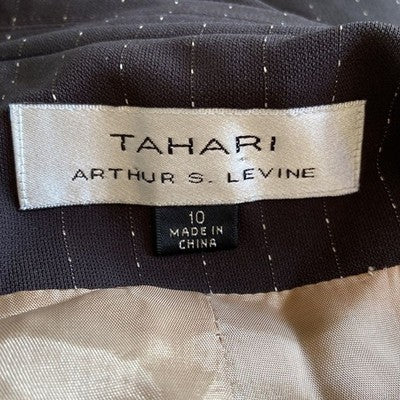 TAHARI
ARTHUR S. LEVINE
10
MADE IN
CHINA